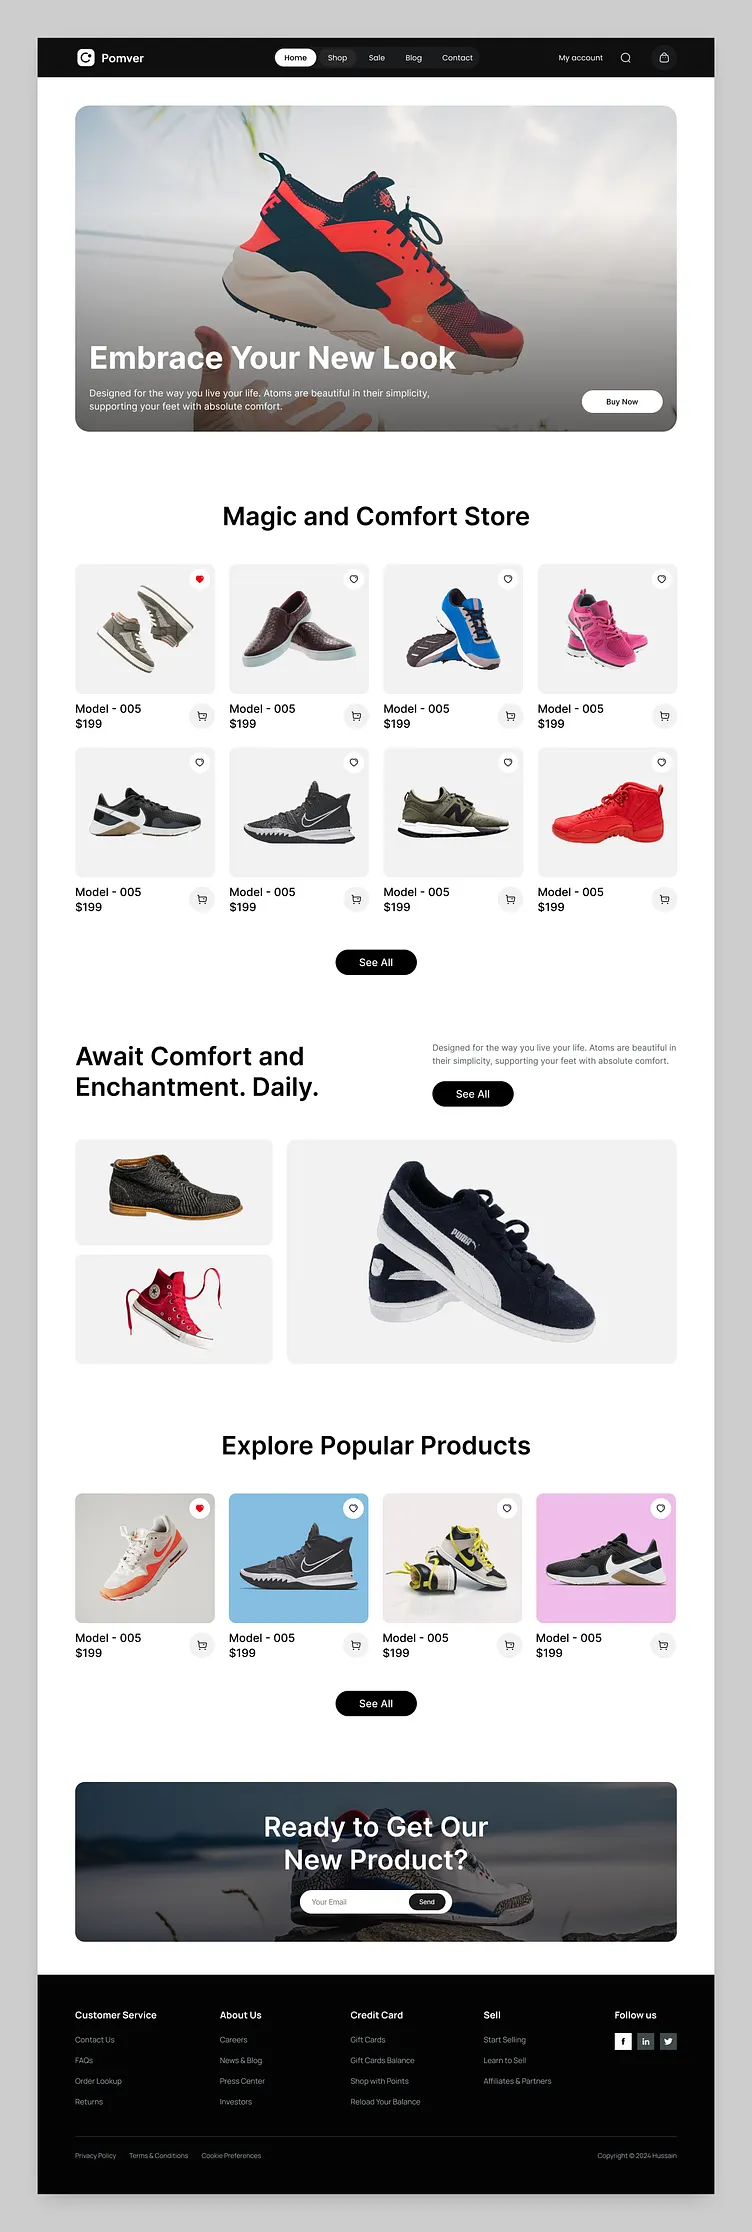 Pomver
Home
Shop
Sale
Blog
Contact
My account
Embrace Your New Look
Designed for the way you live your life. Atoms are beautiful in their simplicity,
supporting your feet with absolute comfort.
Buy Now
Magic and Comfort Store
Model - 005
$199
Model - 005
$199
Model - 005
$199
Model - 005
$199
Model - 005
$199
Model - 005
$199
Model - 005
$199
Model - 005
$199
See All
Await Comfort and
Enchantment. Daily.
Designed for the way you live your life. Atoms are beautiful in
their simplicity, supporting your feet with absolute comfort.
See All
PUMA
Explore Popular Products
Model - 005
$199
Model - 005
$199
Model - 005
$199
Model - 005
$199
See All
Ready to Get Our
New Product?
Your Email
Send
Customer Service
Contact Us
FAQs
Order Lookup
Returns
About Us
Careers
News & Blog
Press Center
Investors
Credit Card
Gift Cards
Gift Cards Balance
Shop with Points
Reload Your Balance
Sell
Start Selling
Learn to Sell
Affiliates & Partners
Follow us
f
in
Privacy Policy
Terms & Conditions
Cookie Preferences
Copyright © 2024 Hussain